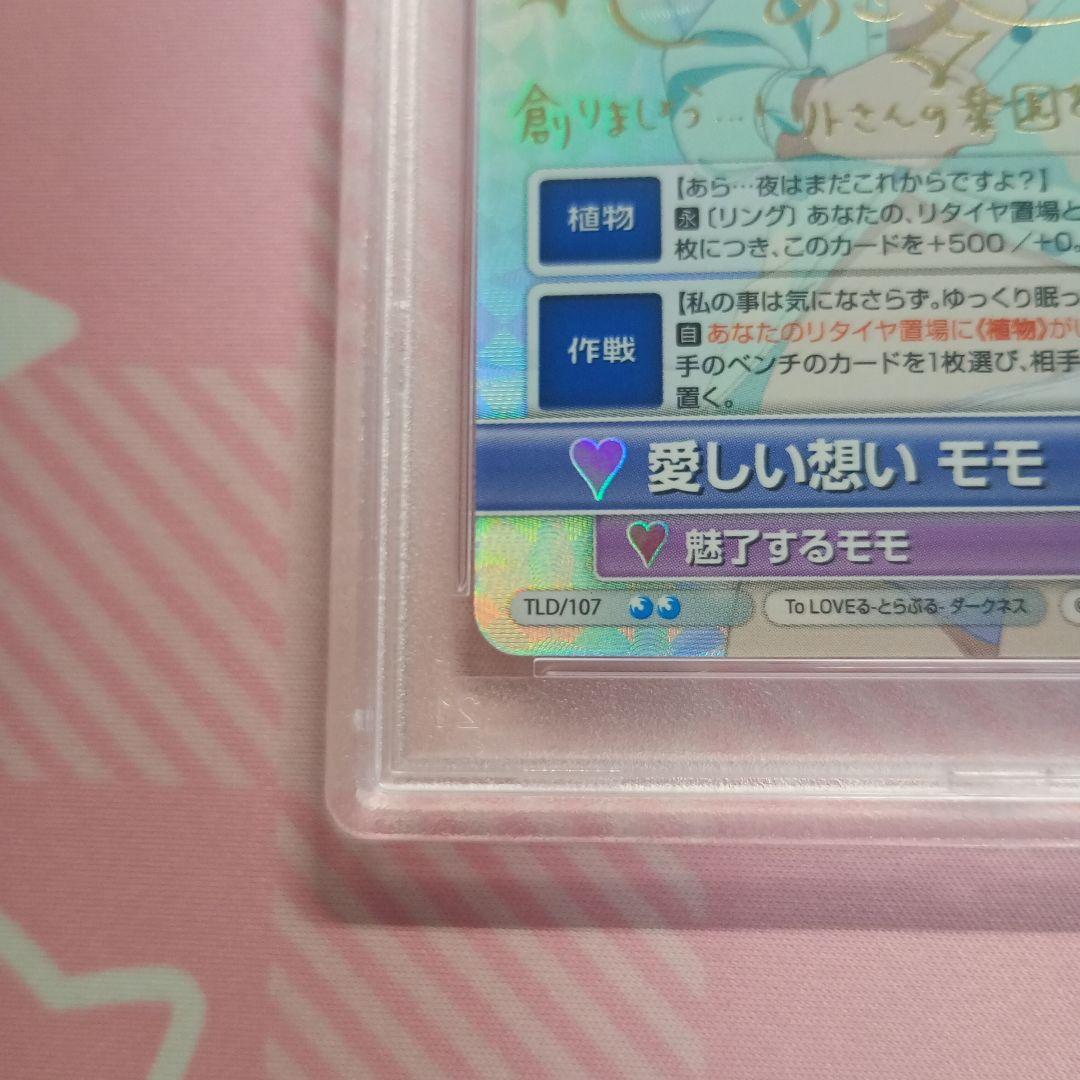 創りましょう…トリトさんの楽園を
植物
【あら…夜はまだこれからですよ?】
永〔リング〕あなたの、リタイヤ置場と
枚につき、このカードを+500／+0。
作戦
【私の事は気になさらず。ゆっくり眠っ
自 あなたのリタイヤ置場に《植物》がい
手のベンチのカードを1枚選び、相手
置く。
愛しい想い モモ
魅了するモモ
TLD/107
To LOVEる-とらぶる- ダークネス